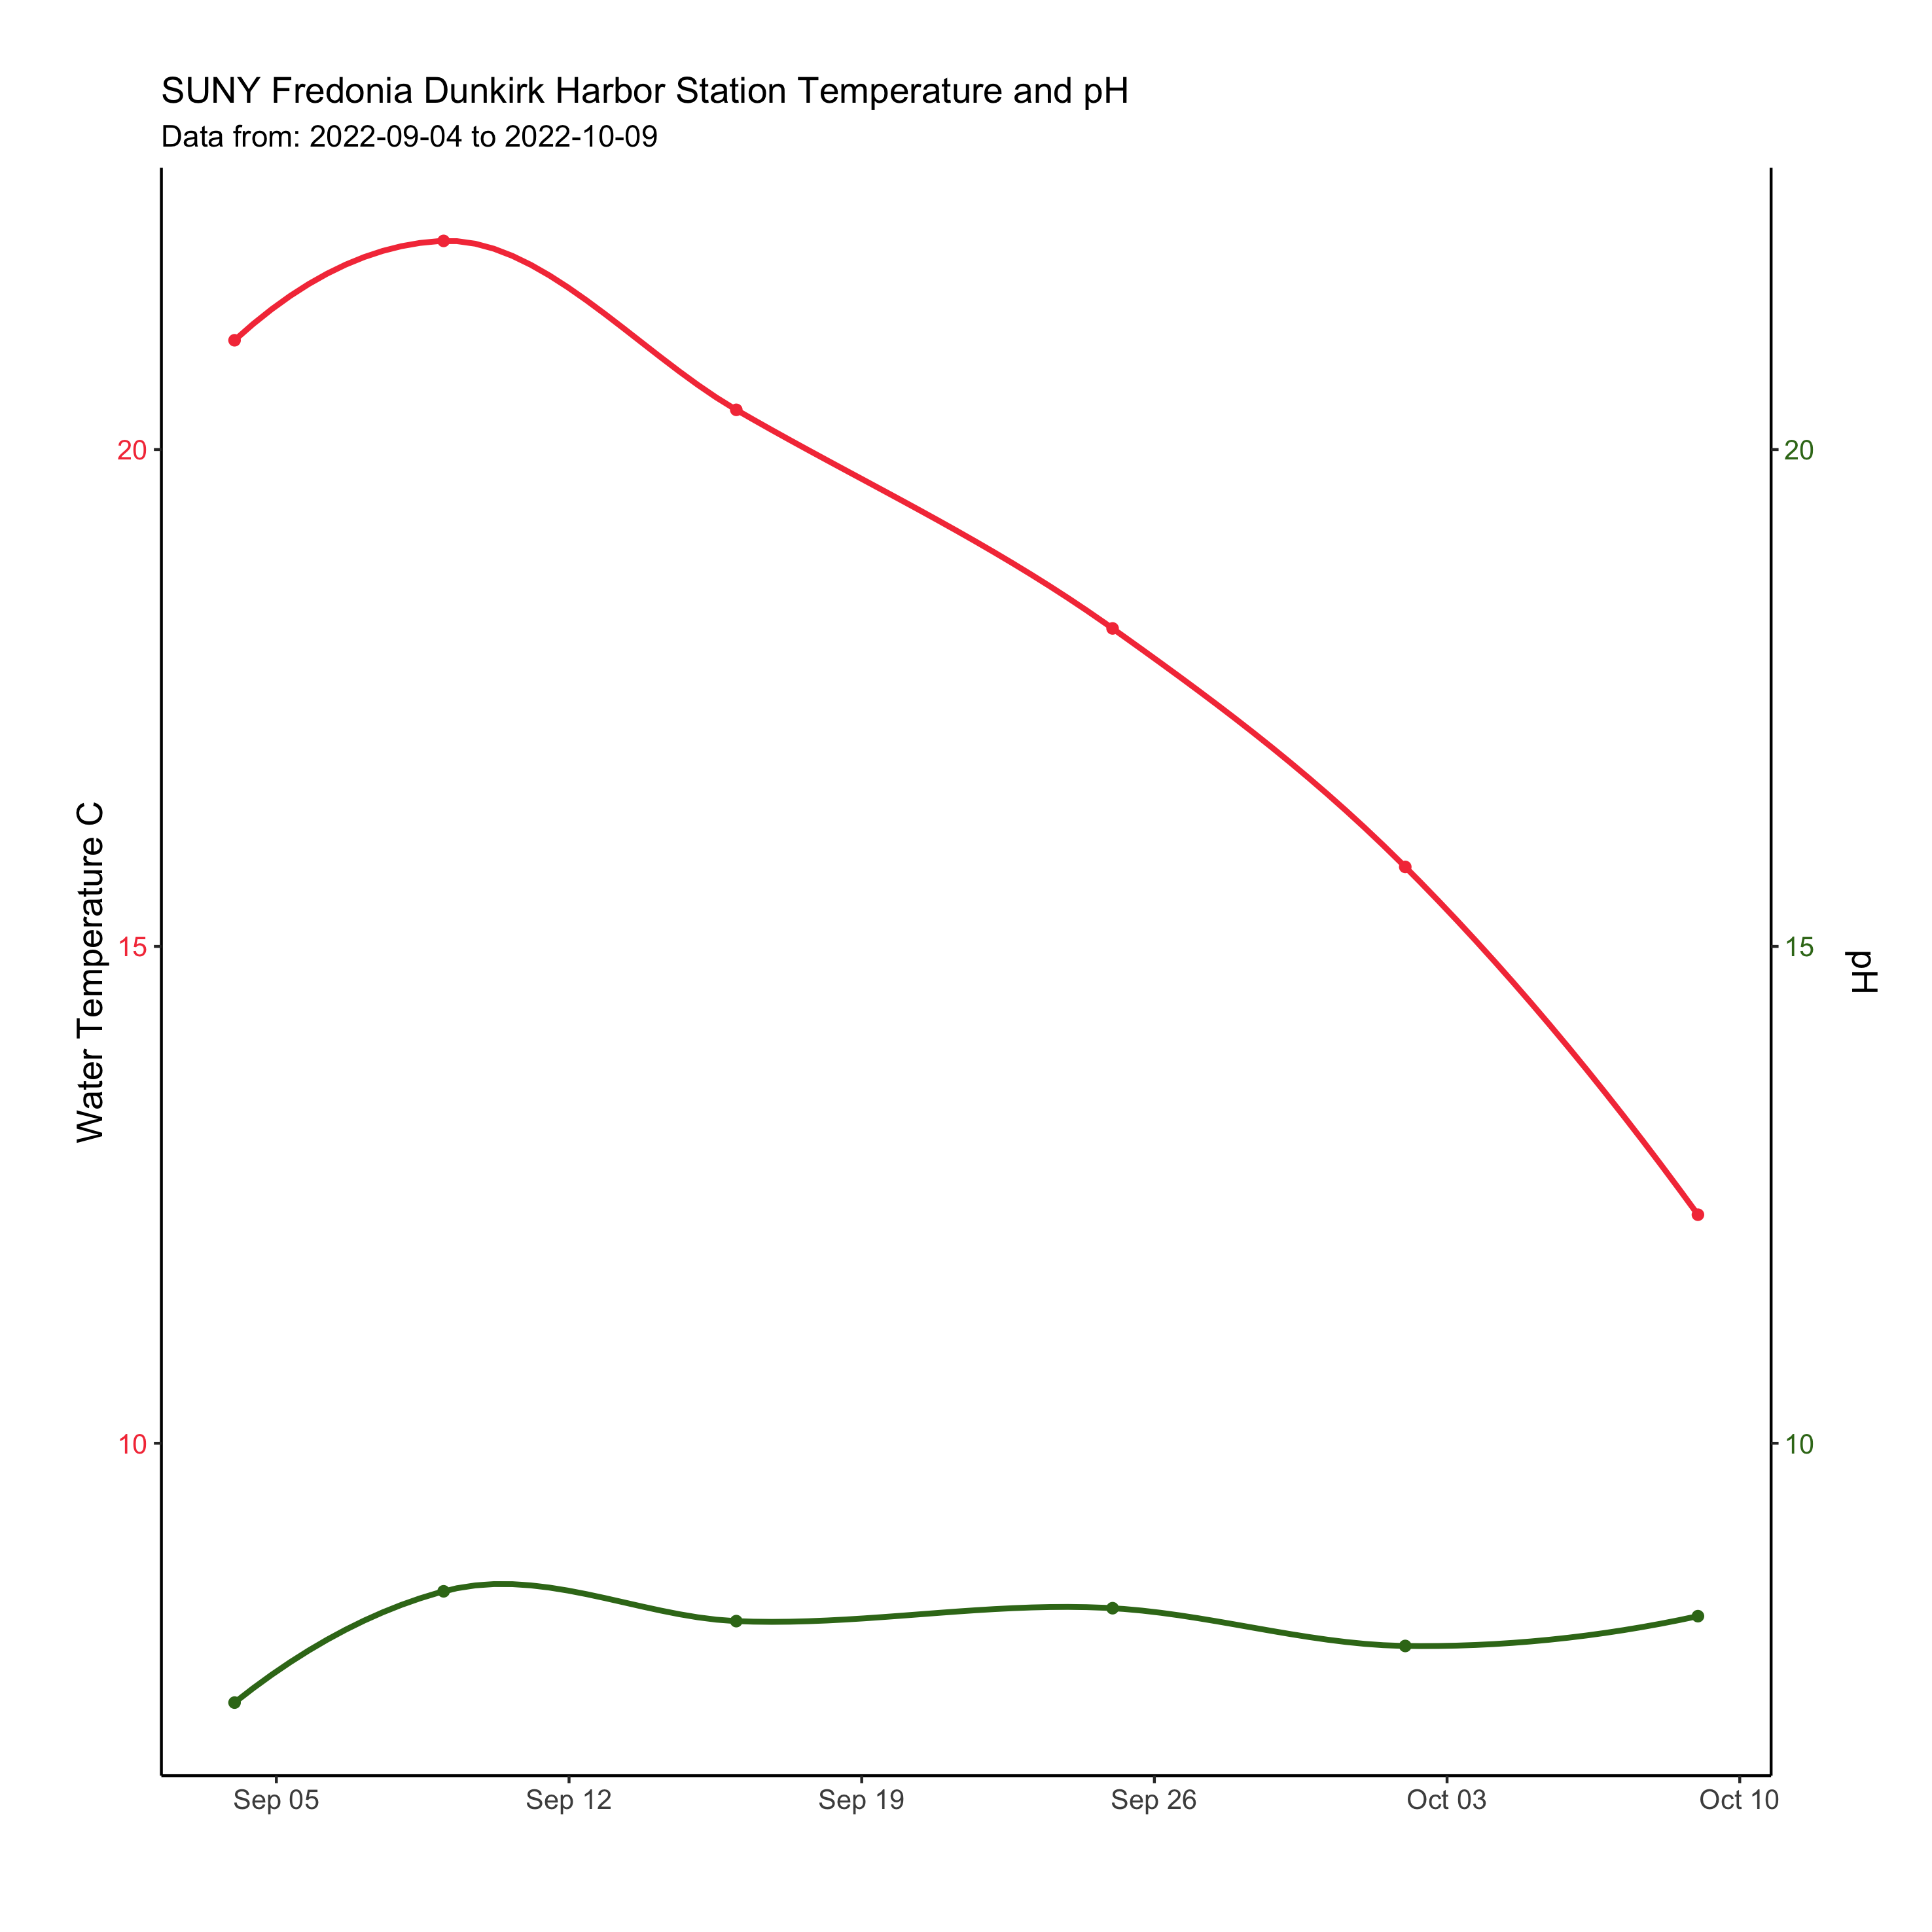 SUNY Fredonia Dunkirk Harbor Station Temperature and pH
Data from: 2022-09-04 to 2022-10-09
Water Temperature C
20
15
10
20
15
10
pH
Sep 05
Sep 12
Sep 19
Sep 26
Oct 03
Oct 10